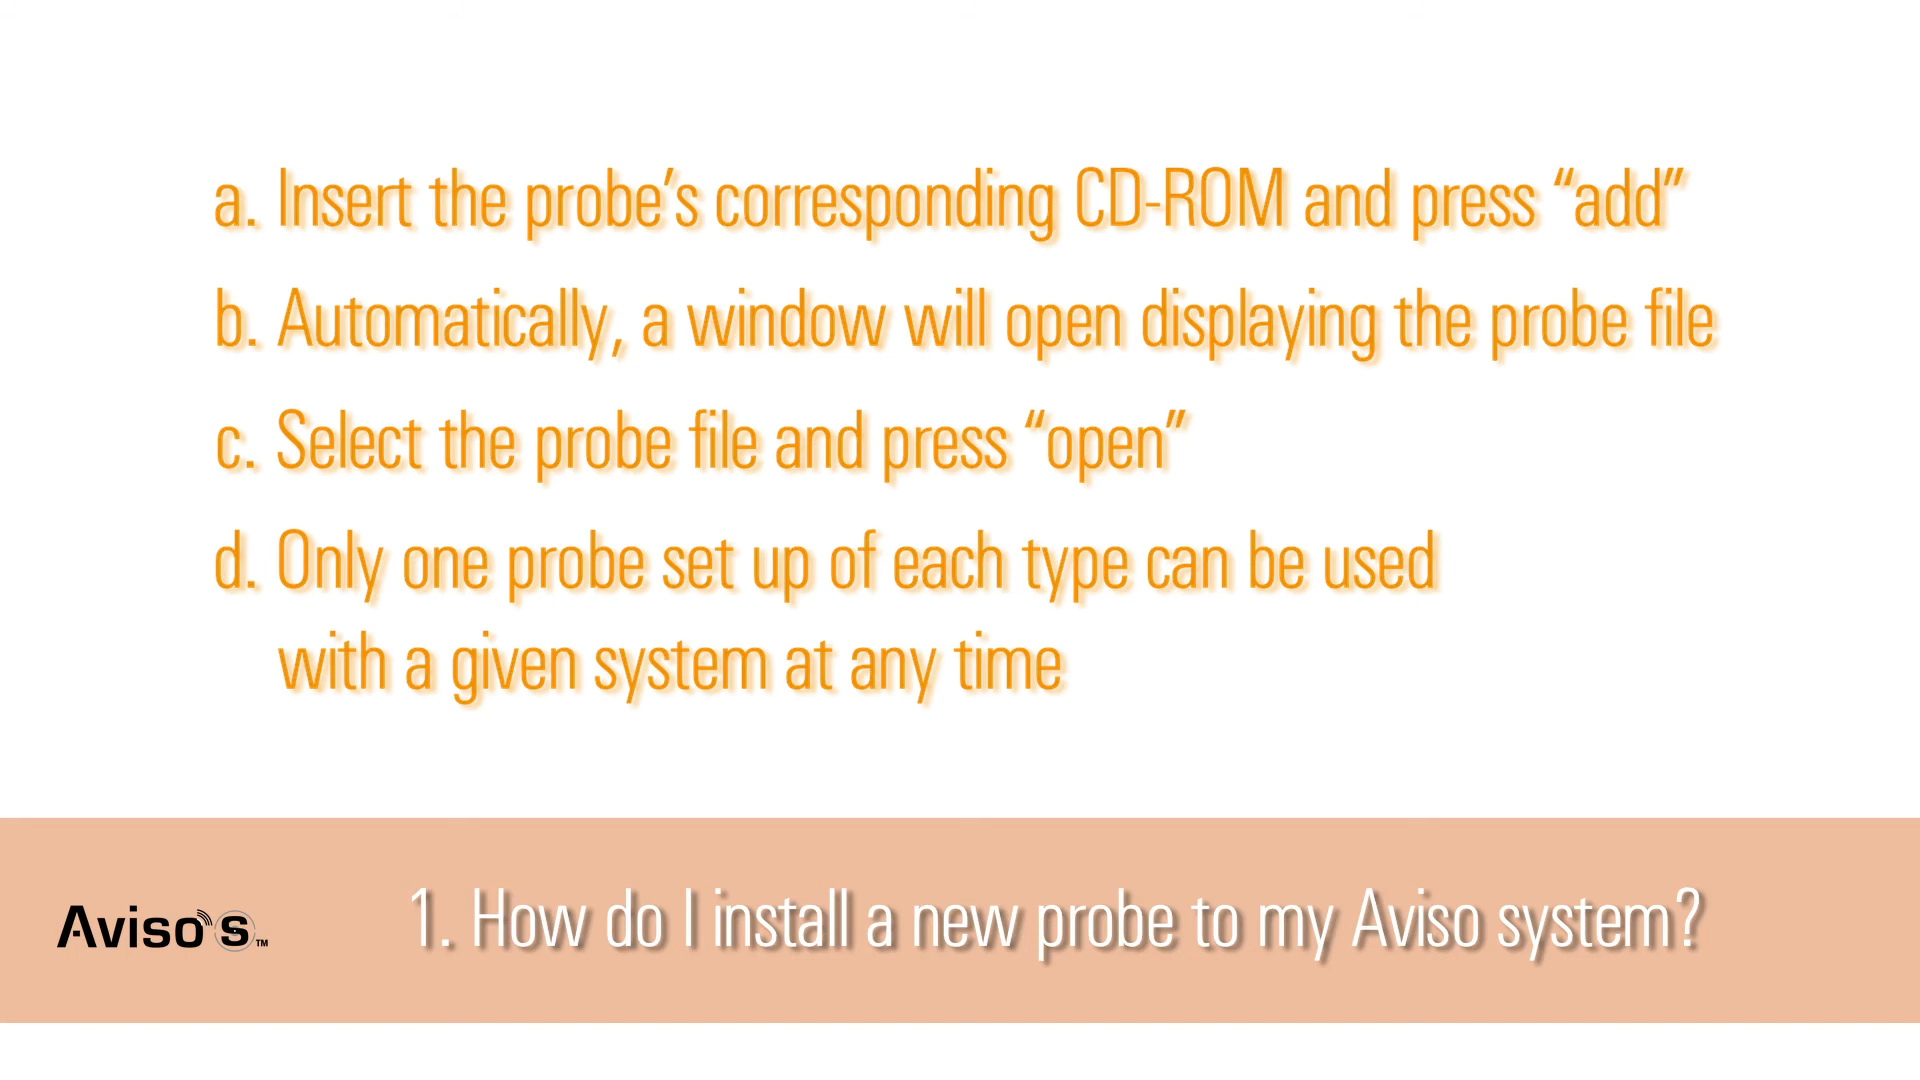 a. Insert the probe’s corresponding CD-ROM and press “add”
b. Automatically, a window will open displaying the probe file
c. Select the probe file and press “open”
d. Only one probe set up of each type can be used
with a given system at any time
Aviso S™
1. How do I install a new probe to my Aviso system?